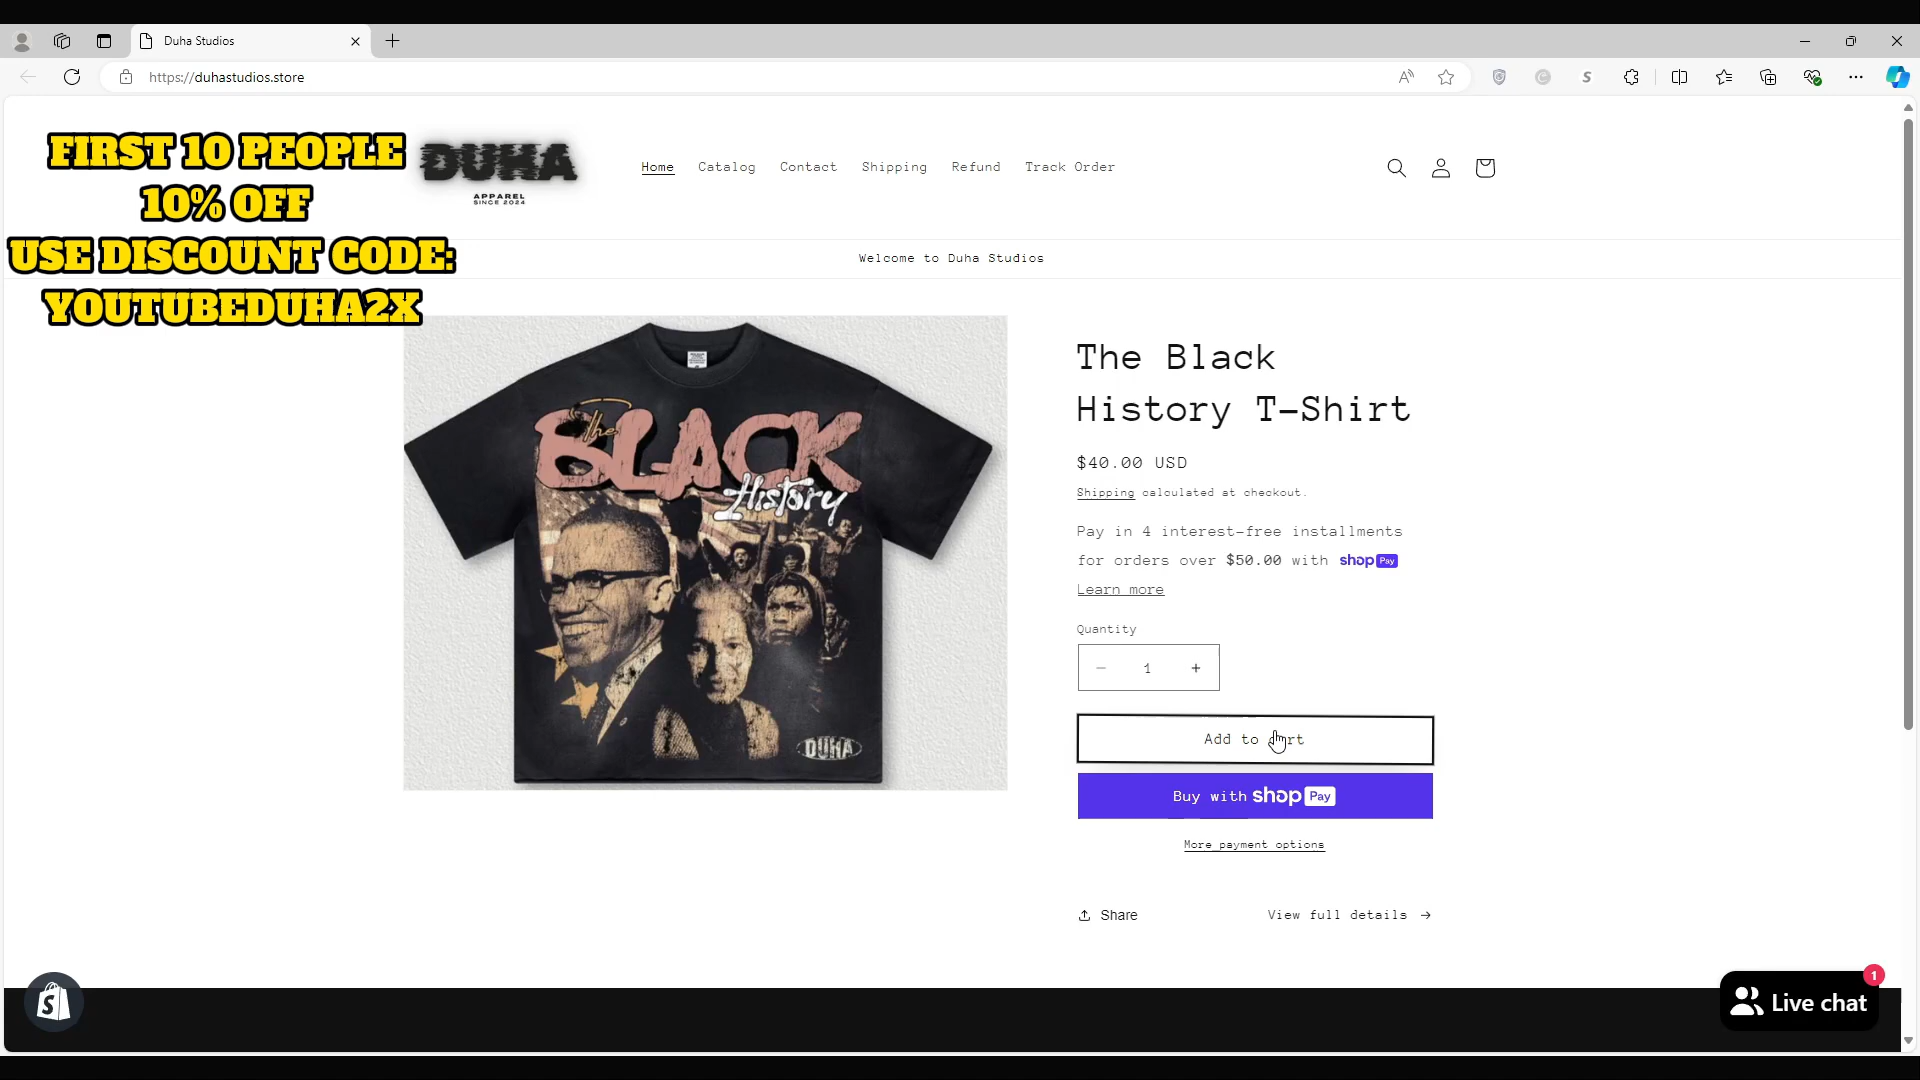 Duha Studios
https://duhastudios.store
FIRST 10 PEOPLE
10% OFF
USE DISCOUNT CODE:
YOUTUBEDUHA2X
DUHA
APPAREL
SINCE 2024
Home Catalog Contact Shipping Refund Track Order
Welcome to Duha Studios
The
BLACK
History
DUHA
The Black
History T-Shirt
$40.00 USD
Shipping calculated at checkout.
Pay in 4 interest-free installments
for orders over $50.00 with shop Pay
Learn more
Quantity
− 1 +
Add to
Buy with shop Pay
More payment options
Share
View full details →
1
Live chat